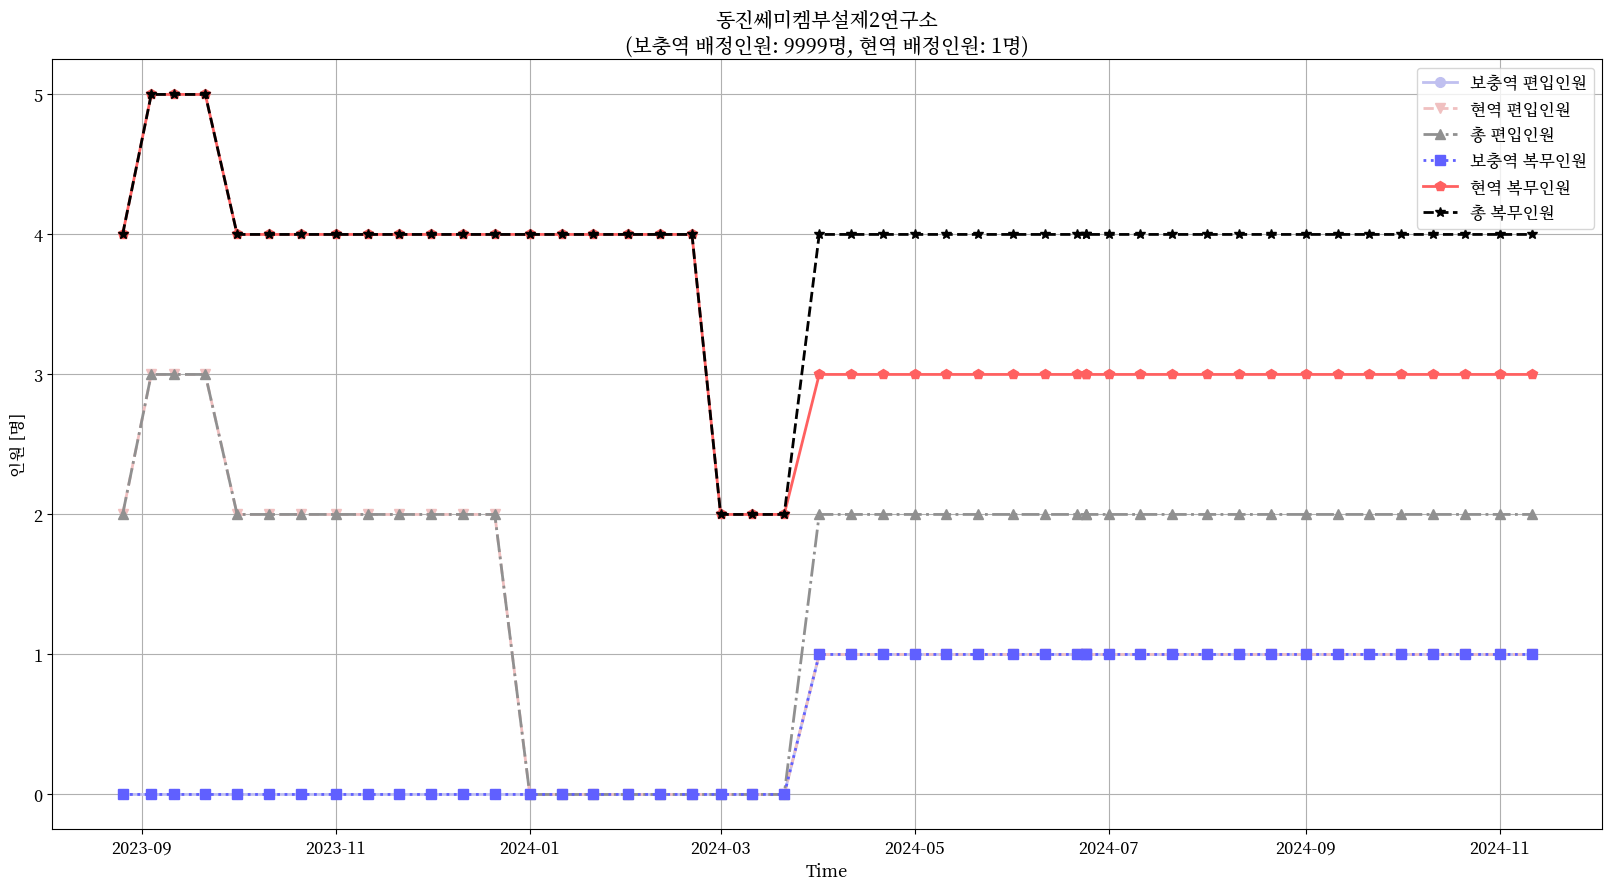 동진쎄미켐부설제2연구소
(보충역 배정인원: 9999명, 현역 배정인원: 1명)
보충역 편입인원
현역 편입인원
총 편입인원
보충역 복무인원
현역 복무인원
총 복무인원
인원 [명]
5
4
3
2
1
0
2023-09
2023-11
2024-01
2024-03
2024-05
2024-07
2024-09
2024-11
Time